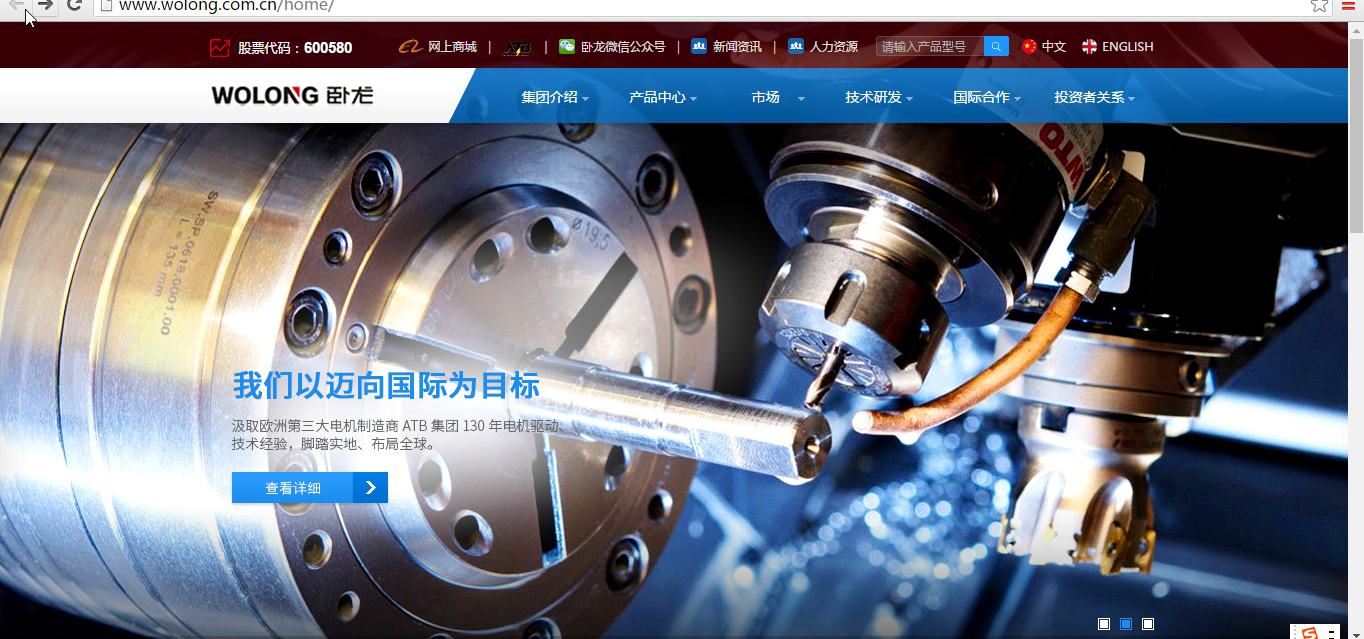 www.wolong.com.cn/home/
股票代码：600580
网上商城 | ATB | 卧龙微信公众号 | 新闻资讯 | 人力资源
请输入产品型号
中文
ENGLISH
WOLONG 卧龙
集团介绍
产品中心
市场
技术研发
国际合作
投资者关系
SW-SP.0618.0001.00
L = 1.35 mm
ø 19,5
我们以迈向国际为目标
汲取欧洲第三大电机制造商 ATB 集团 130 年电机驱动、
技术经验，脚踏实地、布局全球。
查看详细